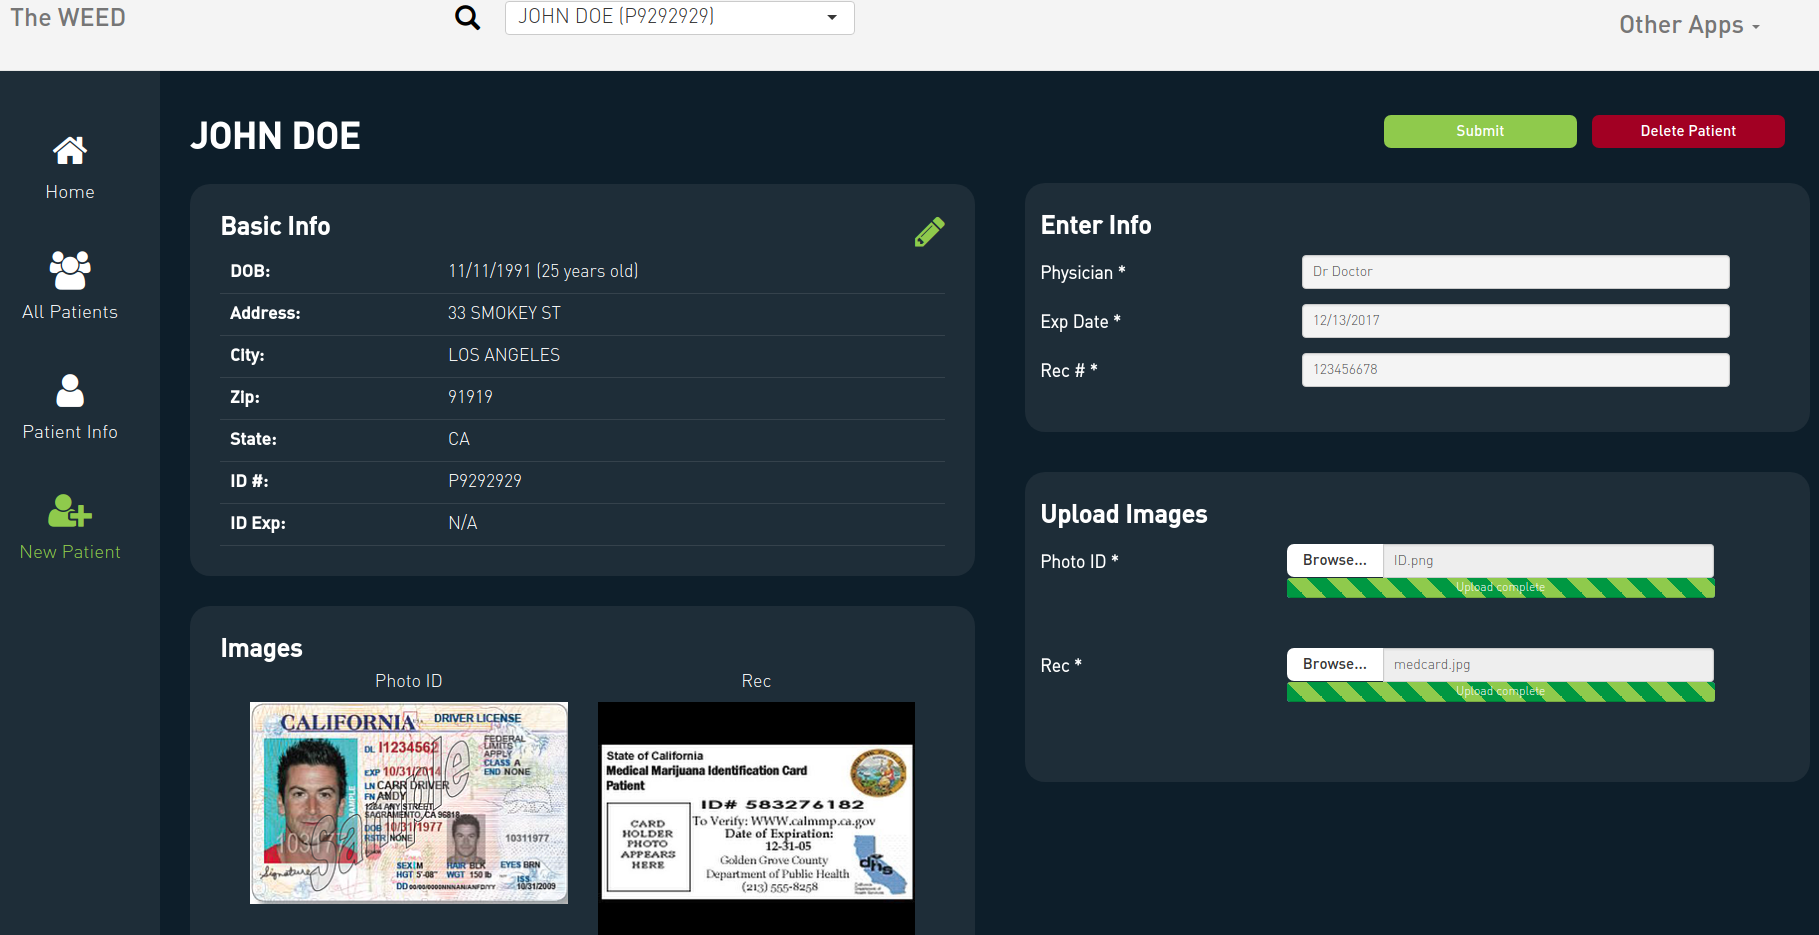 The WEED
JOHN DOE (P9292929)
Other Apps
Home
All Patients
Patient Info
New Patient
JOHN DOE
Submit
Delete Patient
Basic Info
DOB: 11/11/1991 (25 years old)
Address: 33 SMOKEY ST
City: LOS ANGELES
Zip: 91919
State: CA
ID #: P9292929
ID Exp: N/A
Enter Info
Physician * Dr Doctor
Exp Date * 12/13/2017
Rec # * 123456678
Upload Images
Photo ID * Browse... ID.png
Upload complete
Rec * Browse... medcard.jpg
Upload complete
Images
Photo ID
Rec
CALIFORNIA DRIVER LICENSE
DL I1234562
EXP 10/31/2014
LN CARR DRIVER
FN ANDY
1234 ANY STREET
SACRAMENTO, CA 95818
DOB 10/31/1977
RSTR NONE
FEDERAL
LIMITS
APPLY
CLASS A
END NONE
10311977
SEX M HAIR BLK EYES BRN
HGT 5'-08" WGT 150 lb
ISS
10/31/2009
Signature
Sample
State of California
Medical Marijuana Identification Card
Patient
ID# 583276182
To Verify: WWW.calmmp.ca.gov
Date of Expiration:
12-31-05
Golden Grove County
Department of Public Health
(213) 555-8258
CARD
HOLDER
PHOTO
APPEARS
HERE
dhs